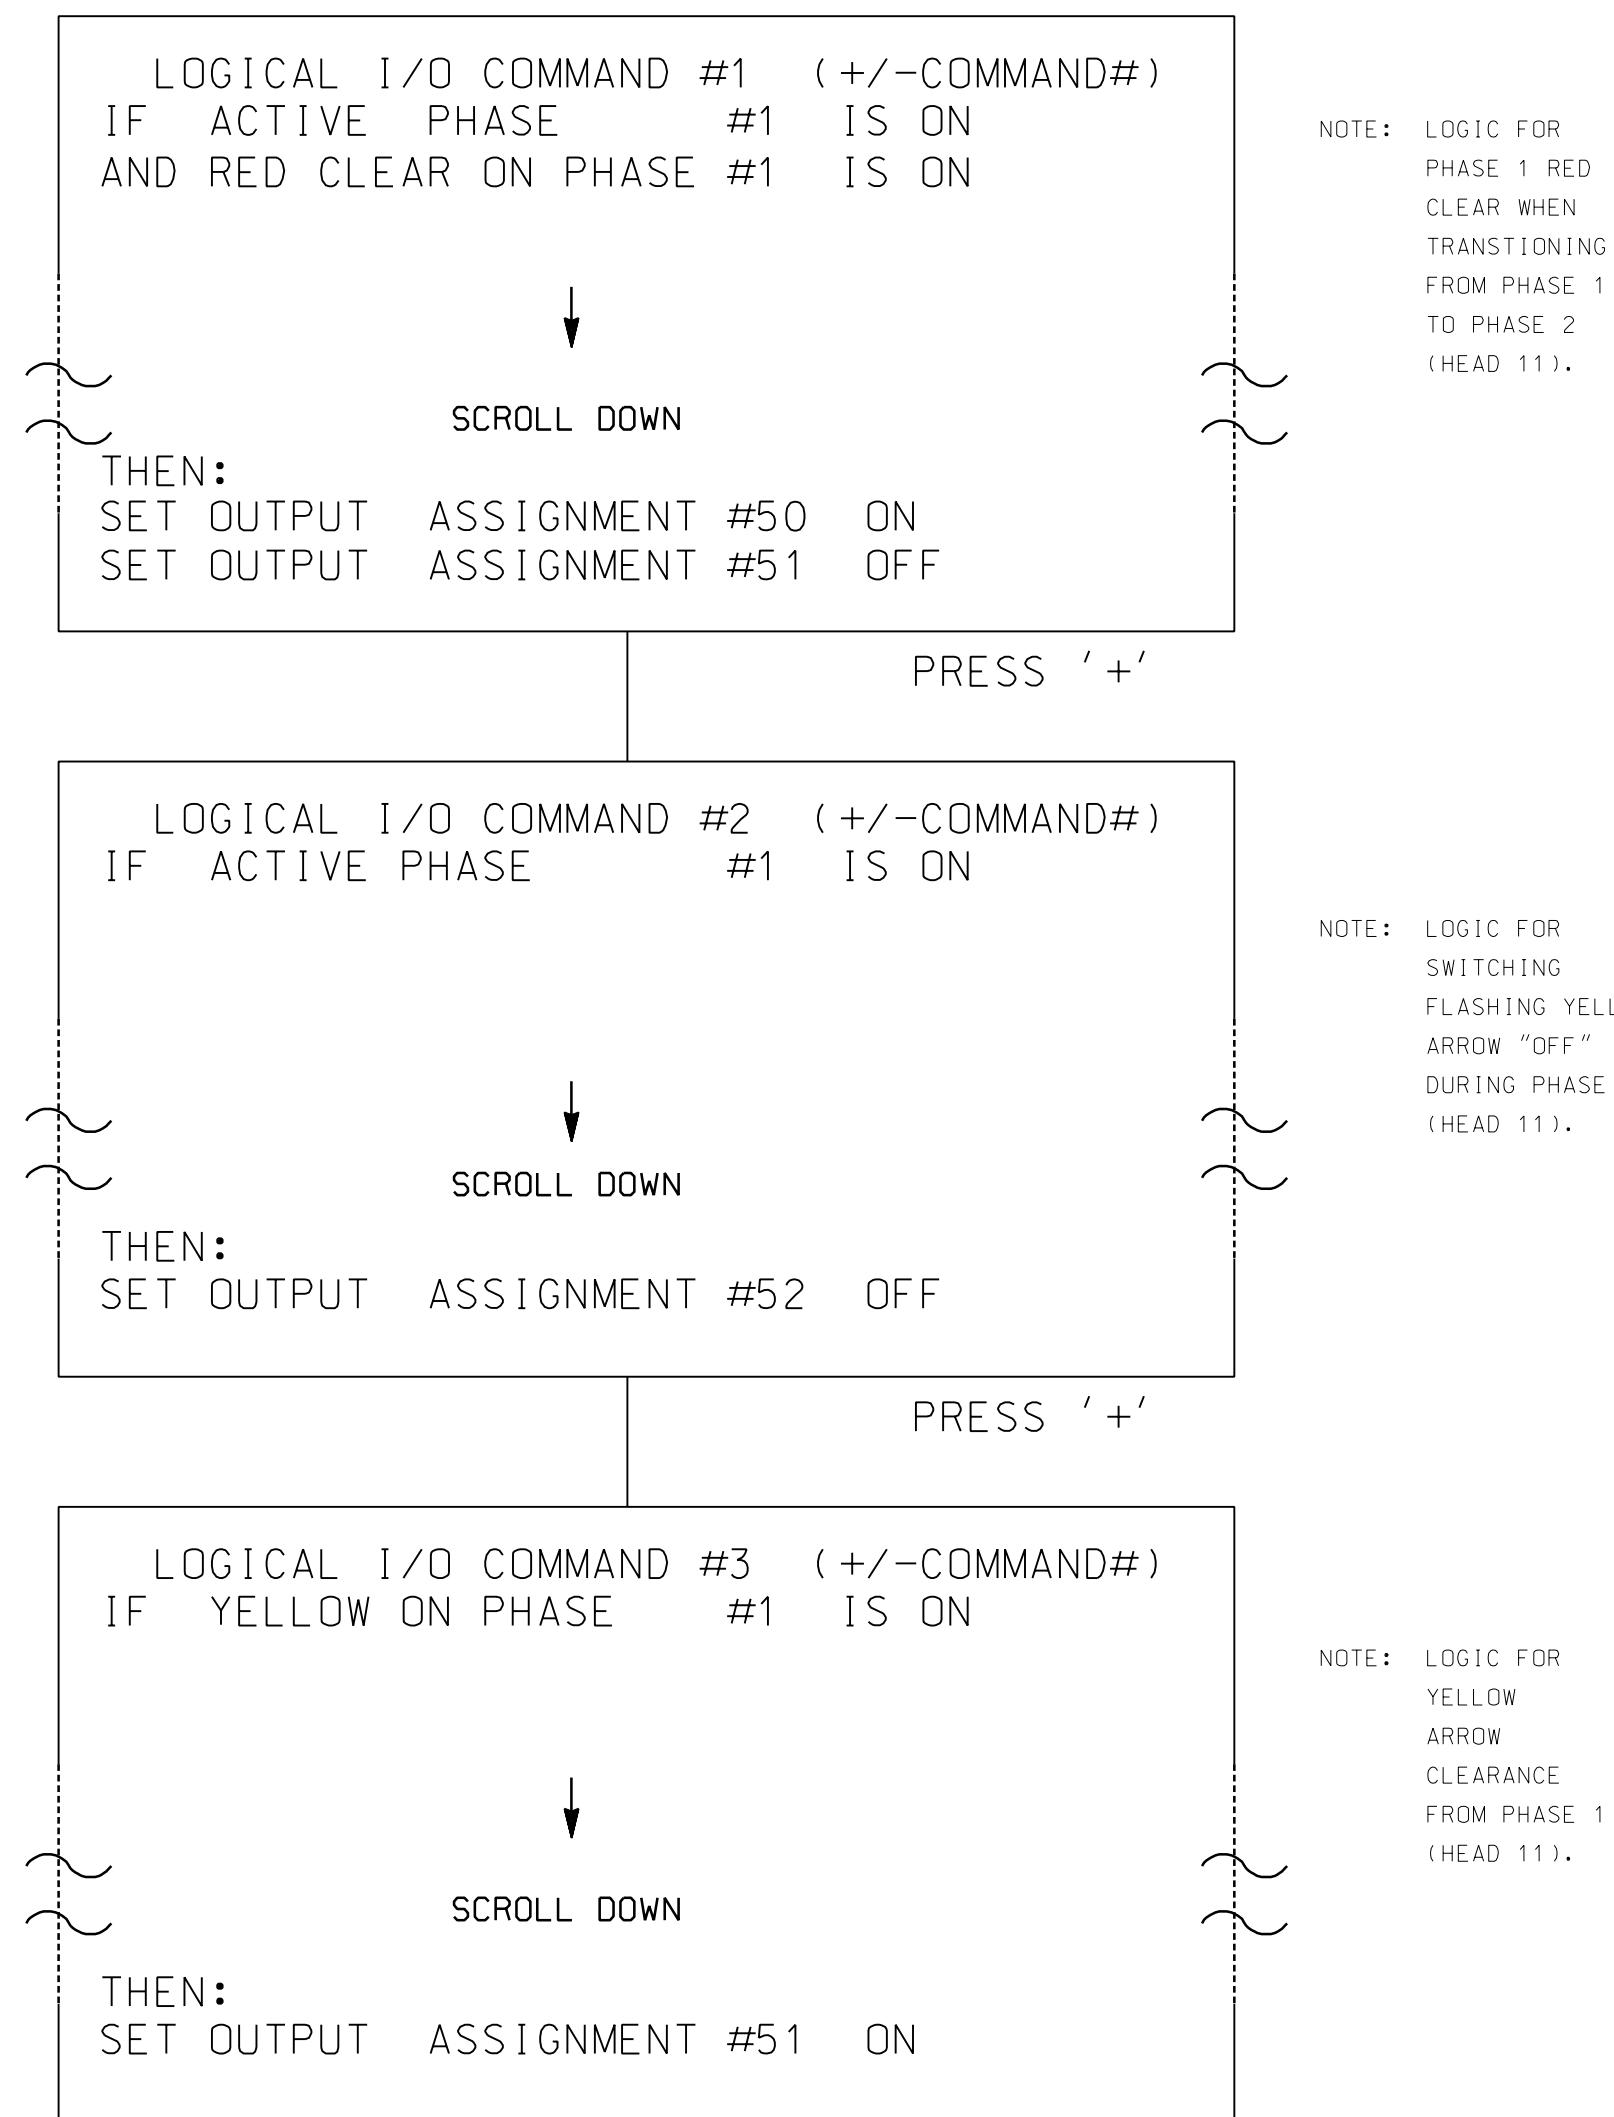 LOGICAL I/O COMMAND #1 (+/-COMMAND#)
IF ACTIVE PHASE #1 IS ON
AND RED CLEAR ON PHASE #1 IS ON
SCROLL DOWN
THEN:
SET OUTPUT ASSIGNMENT #50 ON
SET OUTPUT ASSIGNMENT #51 OFF
NOTE: LOGIC FOR
PHASE 1 RED
CLEAR WHEN
TRANSTIONING
FROM PHASE 1
TO PHASE 2
(HEAD 11).
PRESS '+'
LOGICAL I/O COMMAND #2 (+/-COMMAND#)
IF ACTIVE PHASE #1 IS ON
SCROLL DOWN
THEN:
SET OUTPUT ASSIGNMENT #52 OFF
NOTE: LOGIC FOR
SWITCHING
FLASHING
ARROW "OFF"
DURING PHASE
(HEAD 11).
PRESS '+'
LOGICAL I/O COMMAND #3 (+/-COMMAND#)
IF YELLOW ON PHASE #1 IS ON
SCROLL DOWN
THEN:
SET OUTPUT ASSIGNMENT #51 ON
NOTE: LOGIC FOR
YELLOW
ARROW
CLEARANCE
FROM PHASE 1
(HEAD 11).